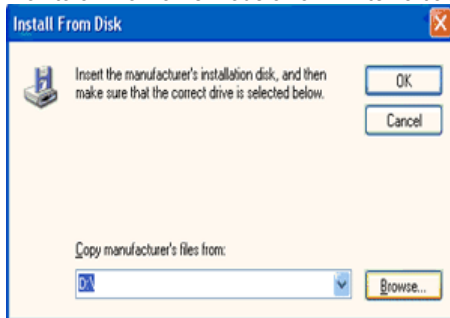 Install From Disk
Insert the manufacturer's installation disk, and then
make sure that the correct drive is selected below.
OK
Cancel
Copy manufacturer's files from:
D:\
Browse...